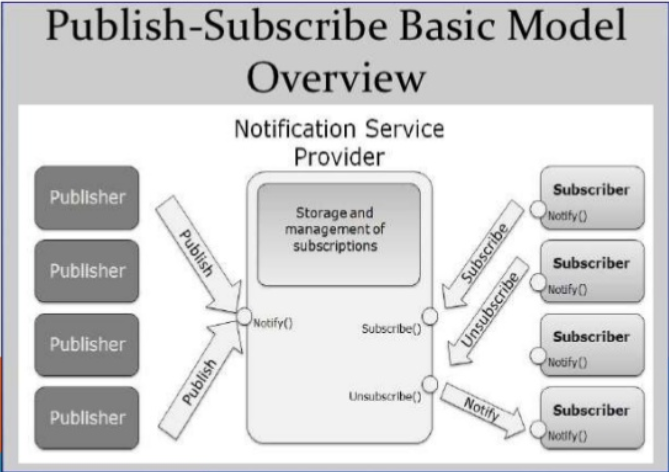 Publish-Subscribe Basic Model
Overview
Notification Service
Provider
Publisher
Publisher
Publisher
Publisher
Publish
Publish
Storage and
management of
subscriptions
Notify()
Subscribe()
Unsubscribe()
Subscribe
Unsubscribe
Notify
Subscriber
Notify()
Subscriber
Notify()
Subscriber
Notify()
Subscriber
Notify()